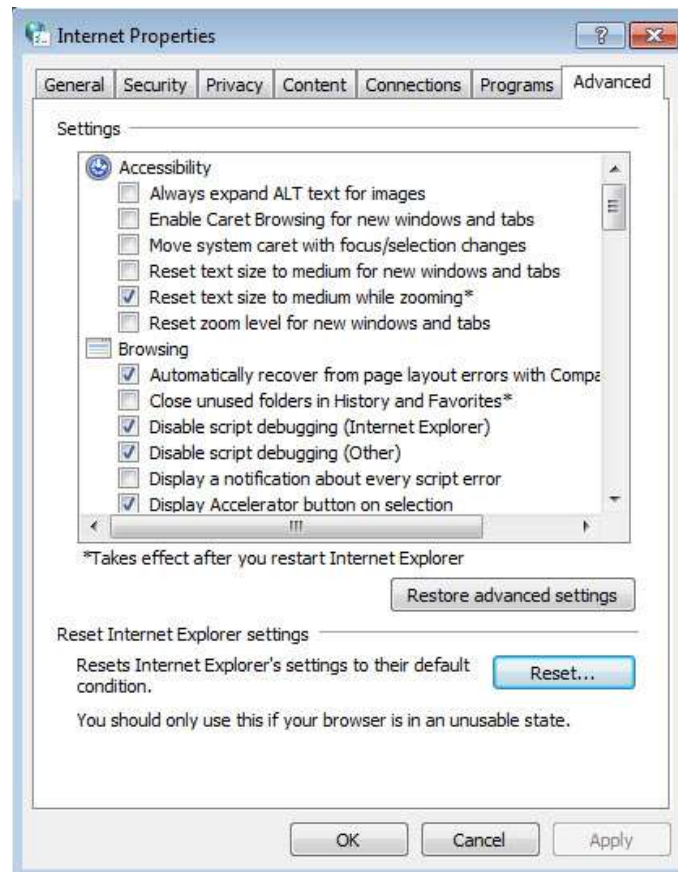 Internet Properties
General Security Privacy Content Connections Programs Advanced
Settings
Accessibility
Always expand ALT text for images
Enable Caret Browsing for new windows and tabs
Move system caret with focus/selection changes
Reset text size to medium for new windows and tabs
Reset text size to medium while zooming*
Reset zoom level for new windows and tabs
Browsing
Automatically recover from page layout errors with Compa
Close unused folders in History and Favorites*
Disable script debugging (Internet Explorer)
Disable script debugging (Other)
Display a notification about every script error
Display Accelerator button on selection
*Takes effect after you restart Internet Explorer
Restore advanced settings
Reset Internet Explorer settings
Resets Internet Explorer's settings to their default
condition.
Reset...
You should only use this if your browser is in an unusable state.
OK Cancel Apply